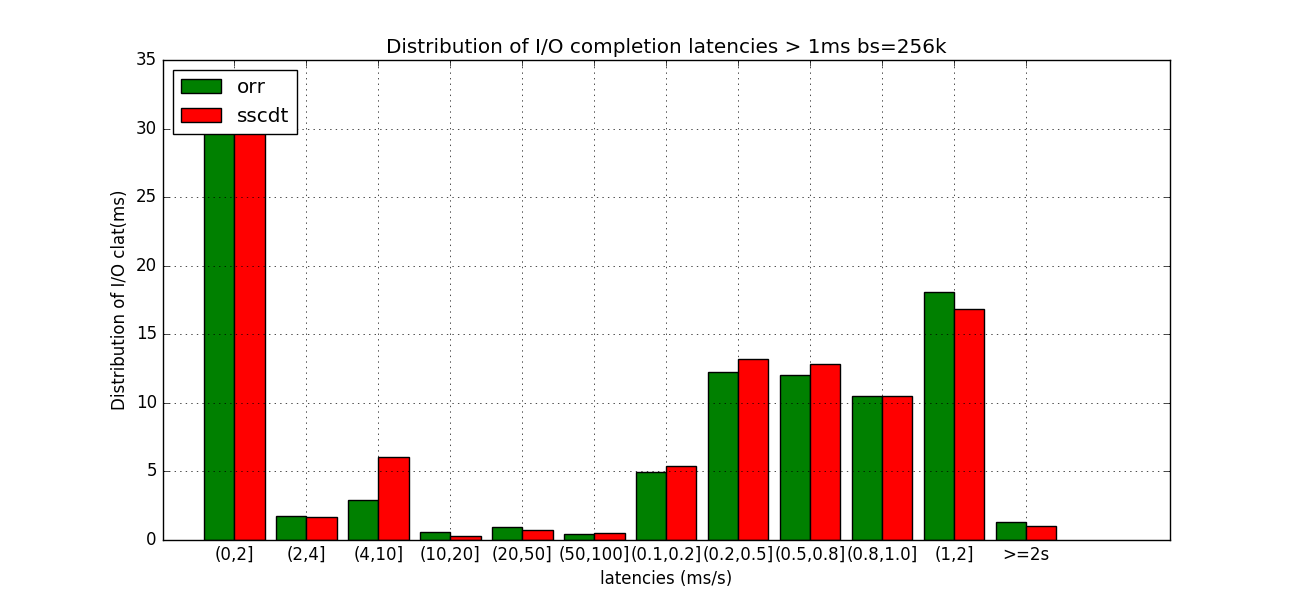 Distribution of I/O completion latencies > 1ms bs=256k
35
30
25
20
15
10
5
0
orr
sscdt
Distribution of I/O clat(ms)
(0,2] (2,4] (4,10] (10,20] (20,50] (50,100] (0.1,0.2] (0.2,0.5] (0.5,0.8] (0.8,1.0] (1,2] >=2s
latencies (ms/s)